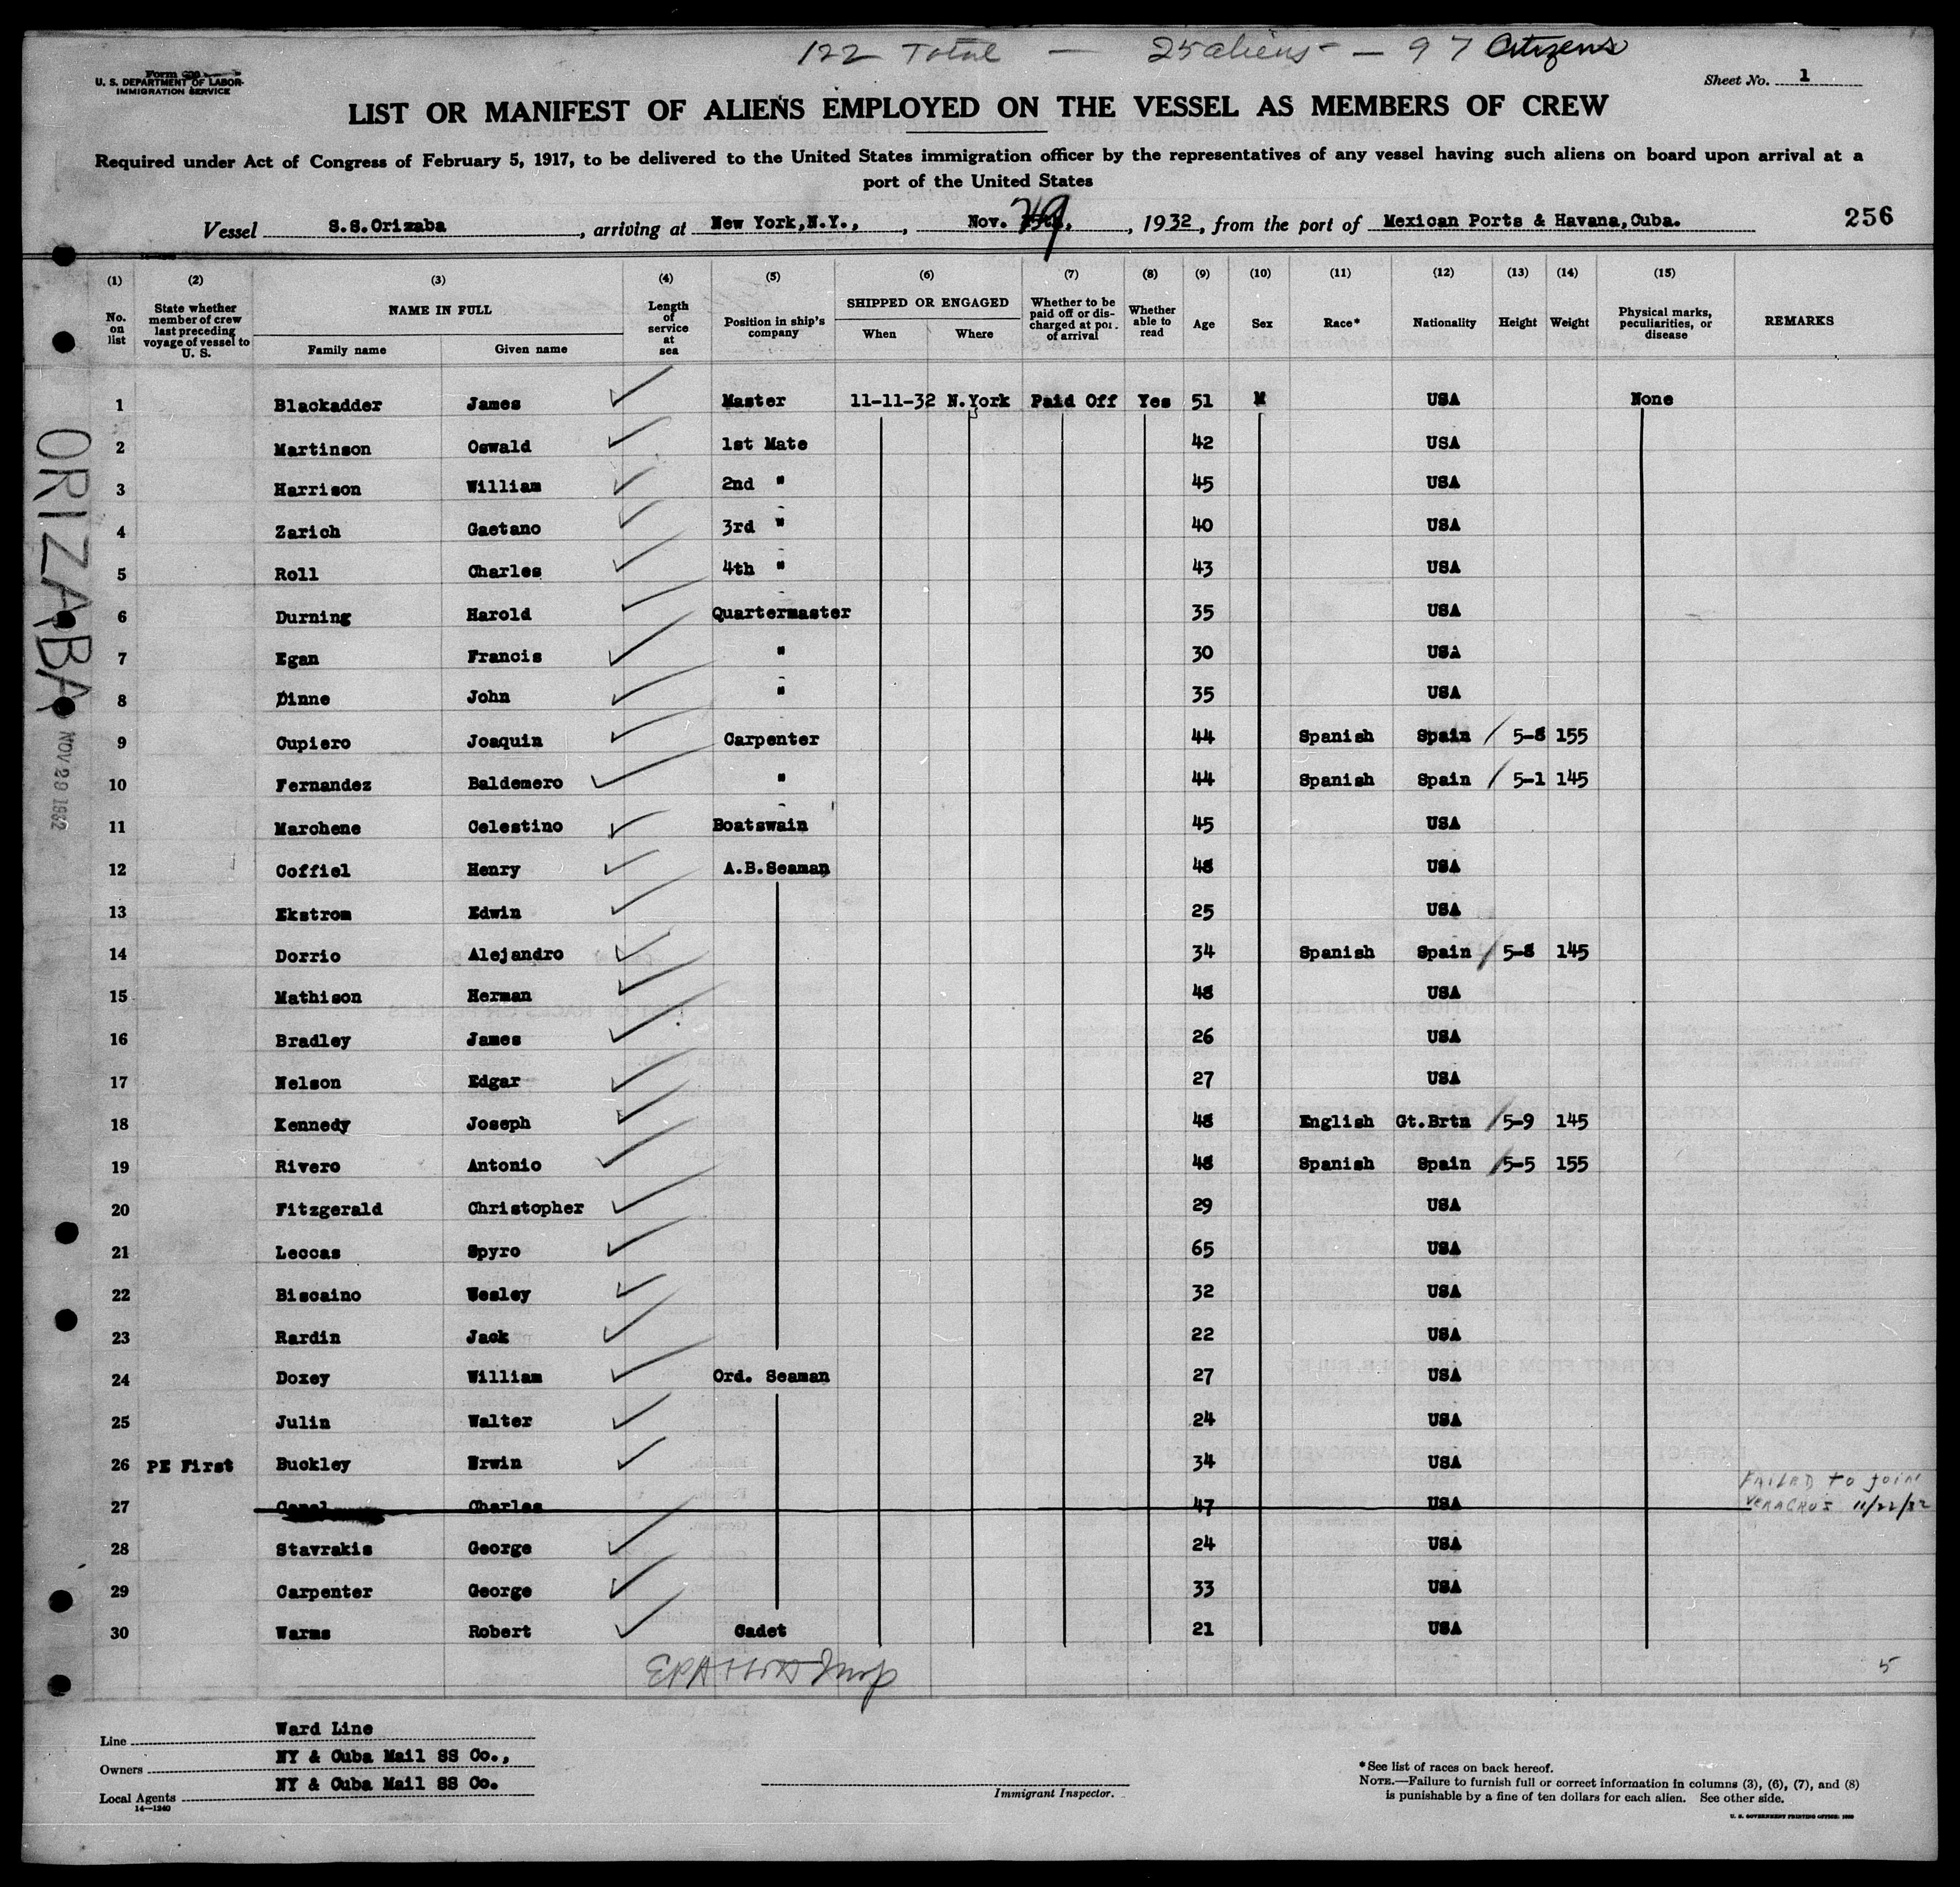 122 Total — 25 aliens — 97 Citizens
U. S. DEPARTMENT OF LABOR
IMMIGRATION SERVICE
Sheet No. 1
LIST OR MANIFEST OF ALIENS EMPLOYED ON THE VESSEL AS MEMBERS OF CREW
Required under Act of Congress of February 5, 1917, to be delivered to the United States immigration officer by the representatives of any vessel having such aliens on board upon arrival at a
port of the United States
Vessel S.S.Orizaba, arriving at New York,N.Y., , Nov. 29, 1932, from the port of Mexican Ports & Havana,Cuba.
256
(1) (2) (3) (4) (5) (6) (7) (8) (9) (10) (11) (12) (13) (14) (15)
No. on list
State whether member of crew last preceding voyage of vessel to U. S.
NAME IN FULL
Family name Given name
Length of service at sea
Position in ship's company
SHIPPED OR ENGAGED
When Where
Whether to be paid off or discharged at port of arrival
Whether able to read
Age Sex Race* Nationality Height Weight
Physical marks, peculiarities, or disease
REMARKS
1 Blackadder James Master 11-11-32 N.York Paid Off Yes 51 M USA None
2 Martinson Oswald 1st Mate 42 USA
3 Harrison William 2nd " 45 USA
4 Zarich Gaetano 3rd " 40 USA
5 Roll Charles 4th " 43 USA
6 Durning Harold Quartermaster 35 USA
7 Egan Francis " 30 USA
8 Dinne John " 35 USA
9 Cupiero Joaquin Carpenter 44 Spanish Spain 5-8 155
10 Fernandez Baldemero " 44 Spanish Spain 5-1 145
11 Marchene Celestino Boatswain 45 USA
12 Coffiel Henry A.B.Seaman 48 USA
13 Ekstrom Edwin 25 USA
14 Dorrio Alejandro 34 Spanish Spain 5-8 145
15 Mathison Herman 48 USA
16 Bradley James 26 USA
17 Nelson Edgar 27 USA
18 Kennedy Joseph 48 English Gt.Brtn 5-9 145
19 Rivero Antonio 48 Spanish Spain 5-5 155
20 Fitzgerald Christopher 29 USA
21 Leccas Spyro 65 USA
22 Biscaino Wesley 32 USA
23 Rardin Jack 22 USA
24 Doxey William Ord. Seaman 27 USA
25 Julin Walter 24 USA
26 PE First Buckley Erwin 34 USA
27 Charles 47 USA FAILED to join
VERACRUZ 11/22/32
28 Stavrakis George 24 USA
29 Carpenter George 33 USA
30 Warms Robert Cadet 21 USA
5
ORIZABA
NOV 29 1932
Line Ward Line
Owners NY & Cuba Mail SS Co.,
Local Agents NY & Cuba Mail SS Co.
14—1240
Immigrant Inspector.
*See list of races on back hereof.
NOTE.—Failure to furnish full or correct information in columns (3), (6), (7), and (8)
is punishable by a fine of ten dollars for each alien. See other side.
U. S. GOVERNMENT PRINTING OFFICE: